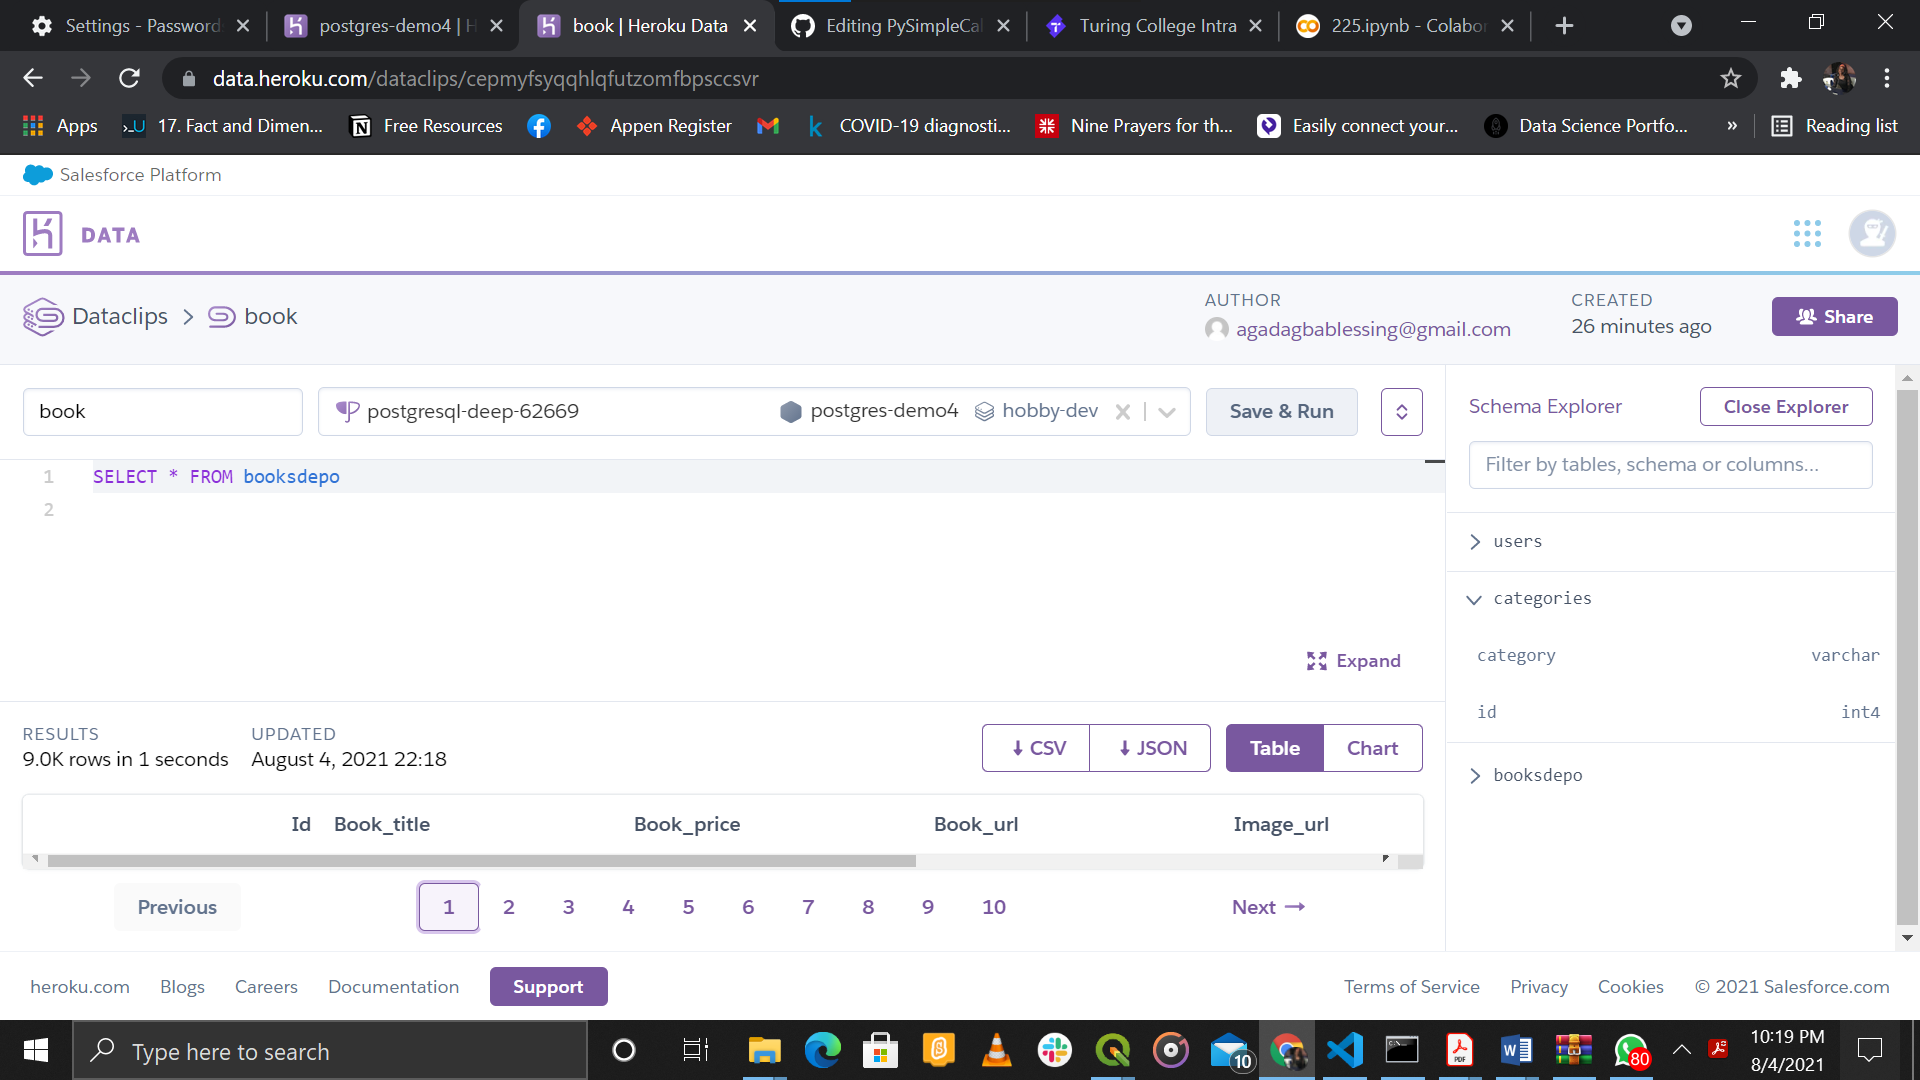 Settings - Password
postgres-demo4 | H
book | Heroku Data
Editing PySimpleCal
Turing College Intra
225.ipynb - Colabor
data.heroku.com/dataclips/cepmyfsyqqhlqfutzomfbpsccsvr
Apps
17. Fact and Dimen...
Free Resources
Appen Register
COVID-19 diagnosti...
Nine Prayers for th...
Easily connect your...
Data Science Portfo...
»
Reading list
Salesforce Platform
DATA
Dataclips > book
AUTHOR
agadagbablessing@gmail.com
CREATED
26 minutes ago
Share
book
postgresql-deep-62669
postgres-demo4
hobby-dev
Save & Run
Schema Explorer
Close Explorer
Filter by tables, schema or columns...
1 SELECT * FROM booksdepo
2
users
categories
category varchar
id int4
booksdepo
Expand
RESULTS
9.0K rows in 1 seconds
UPDATED
August 4, 2021 22:18
CSV
JSON
Table
Chart
Id Book_title Book_price Book_url Image_url
Previous 1 2 3 4 5 6 7 8 9 10 Next →
heroku.com Blogs Careers Documentation Support
Terms of Service Privacy Cookies © 2021 Salesforce.com
Type here to search
10
PDF
80
10:19 PM
8/4/2021